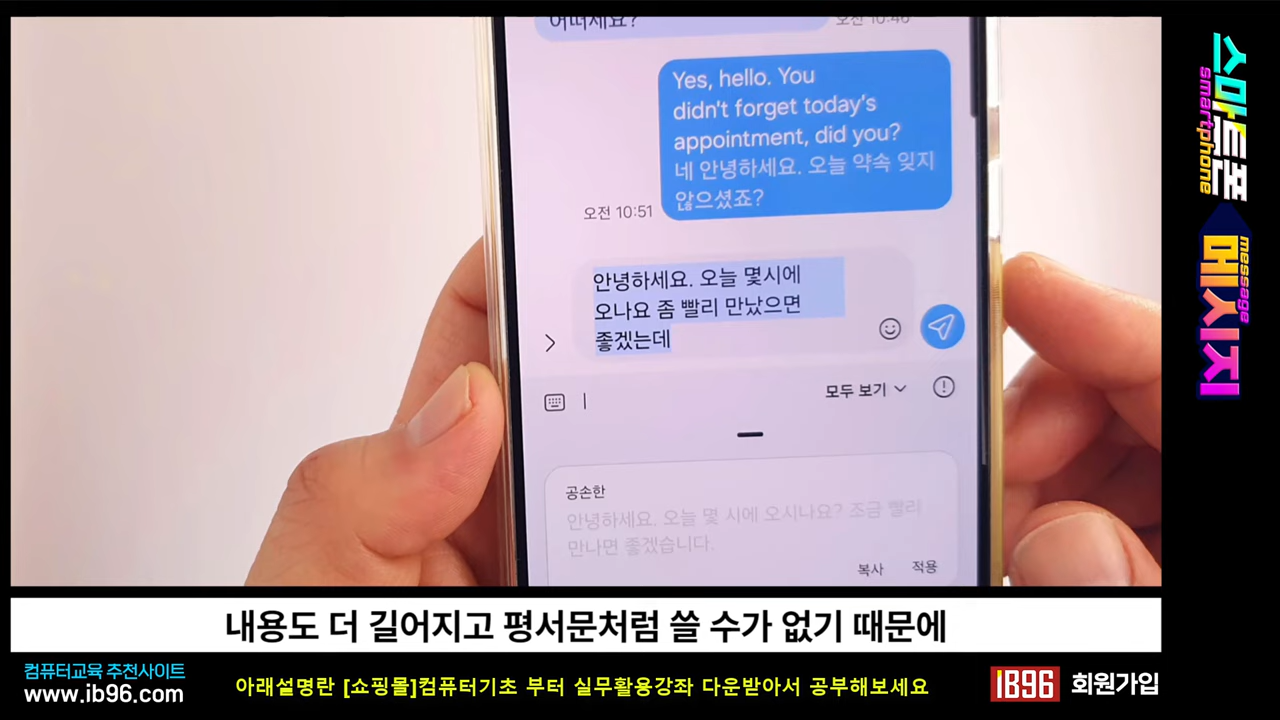 어떠세요?
오전 10:46
Yes, hello. You
didn't forget today's
appointment, did you?
네 안녕하세요. 오늘 약속 잊지
않으셨죠?
오전 10:51
안녕하세요. 오늘 몇시에
오나요 좀 빨리 만났으면
좋겠는데
모두 보기
공손한
안녕하세요. 오늘 몇 시에 오시나요? 조금 빨리
만나면 좋겠습니다.
복사 적용
스마트폰
smartphone
message
메시지
내용도 더 길어지고 평서문처럼 쓸 수가 없기 때문에
컴퓨터교육 추천사이트
www.ib96.com
아래설명란 [쇼핑몰]컴퓨터기초 부터 실무활용강좌 다운받아서 공부해보세요
IB96 회원가입